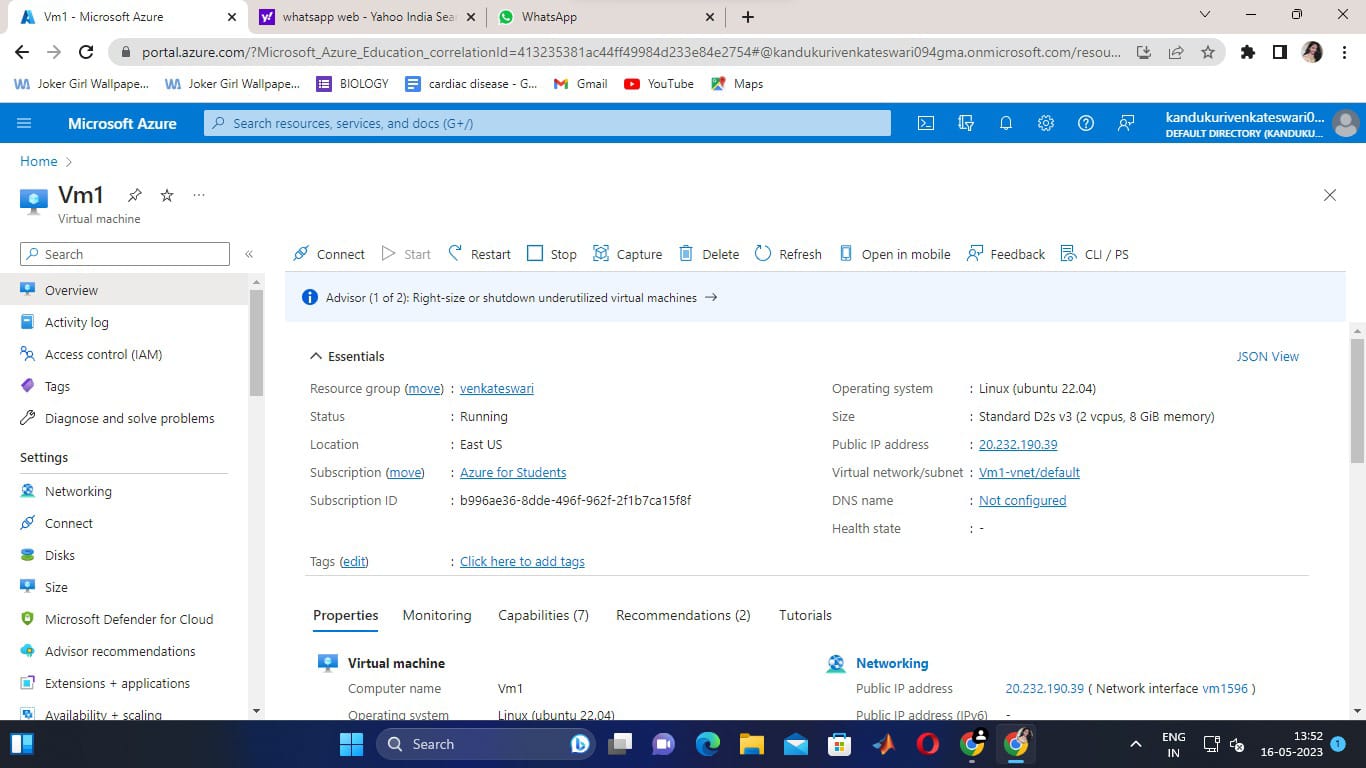 Vm1 - Microsoft Azure
whatsapp web - Yahoo India Sea
WhatsApp
portal.azure.com/?Microsoft_Azure_Education_correlationId=413235381ac44ff49984d233e84e2754#@kandukurivenkateswari094gma.onmicrosoft.com/resou...
Joker Girl Wallpape...
Joker Girl Wallpape...
BIOLOGY
cardiac disease - G...
Gmail
YouTube
Maps
Microsoft Azure
Search resources, services, and docs (G+/)
kandukurivenkateswari0...
DEFAULT DIRECTORY (KANDUKU...
Home
Vm1
Virtual machine
Search
Connect
Start
Restart
Stop
Capture
Delete
Refresh
Open in mobile
Feedback
CLI / PS
Overview
Activity log
Access control (IAM)
Tags
Diagnose and solve problems
Settings
Networking
Connect
Disks
Size
Microsoft Defender for Cloud
Advisor recommendations
Extensions + applications
Availability + scaling
Advisor (1 of 2): Right-size or shutdown underutilized virtual machines
Essentials
JSON View
Resource group (move) : venkateswari
Status : Running
Location : East US
Subscription (move) : Azure for Students
Subscription ID : b996ae36-8dde-496f-962f-2f1b7ca15f8f
Operating system : Linux (ubuntu 22.04)
Size : Standard D2s v3 (2 vcpus, 8 GiB memory)
Public IP address : 20.232.190.39
Virtual network/subnet : Vm1-vnet/default
DNS name : Not configured
Health state : -
Tags (edit) : Click here to add tags
Properties
Monitoring
Capabilities (7)
Recommendations (2)
Tutorials
Virtual machine
Computer name Vm1
Operating system Linux (ubuntu 22.04)
Networking
Public IP address 20.232.190.39 ( Network interface vm1596 )
Public IP address (IPv6) -
Search
ENG
IN
13:52
16-05-2023
1